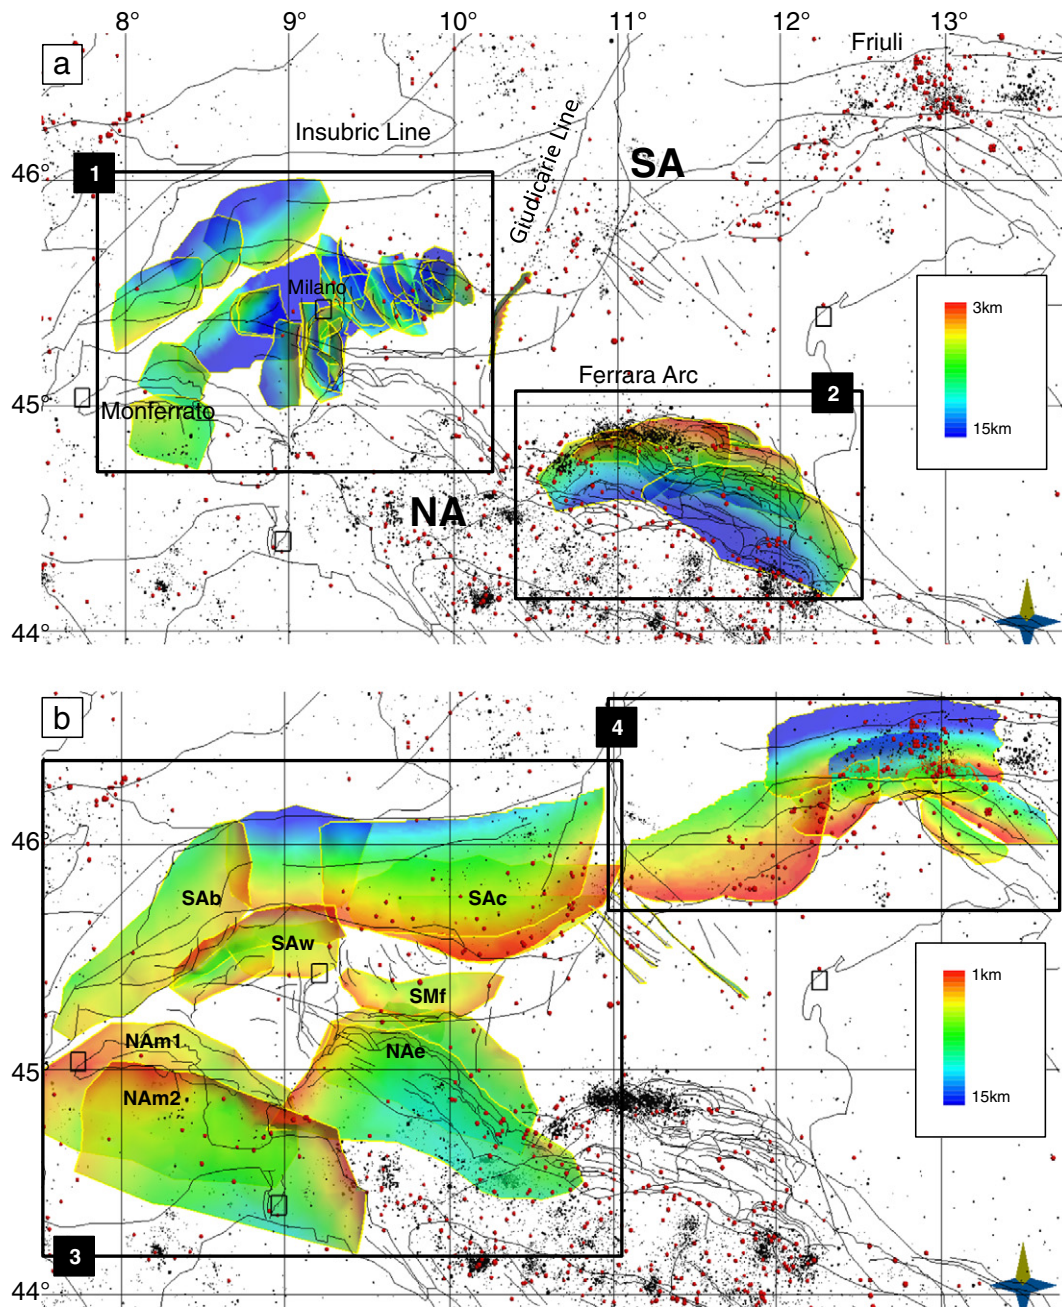 8° 9° 10° 11° 12° 13°
a
Friuli
Insubric Line
Giudicarie Line
SA
46°
1
3km
15km
Milano
Ferrara Arc
2
45°
Monferrato
NA
44°
b
4
46°
SAb
SAc
SAw
SMf
1km
15km
NAm1
NAe
45°
NAm2
3
44°